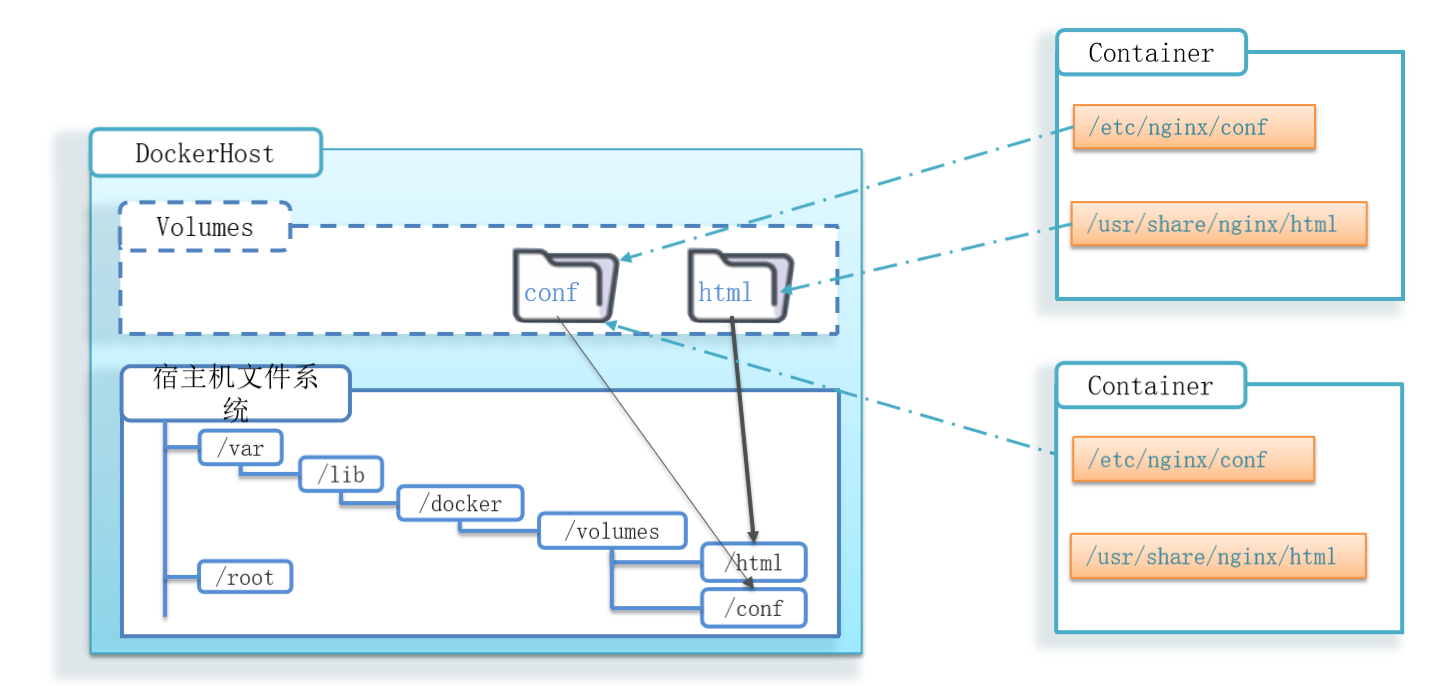 DockerHost
Volumes
conf
html
宿主机文件系
统
/var
/lib
/docker
/volumes
/html
/root
/conf
Container
/etc/nginx/conf
/usr/share/nginx/html
Container
/etc/nginx/conf
/usr/share/nginx/html